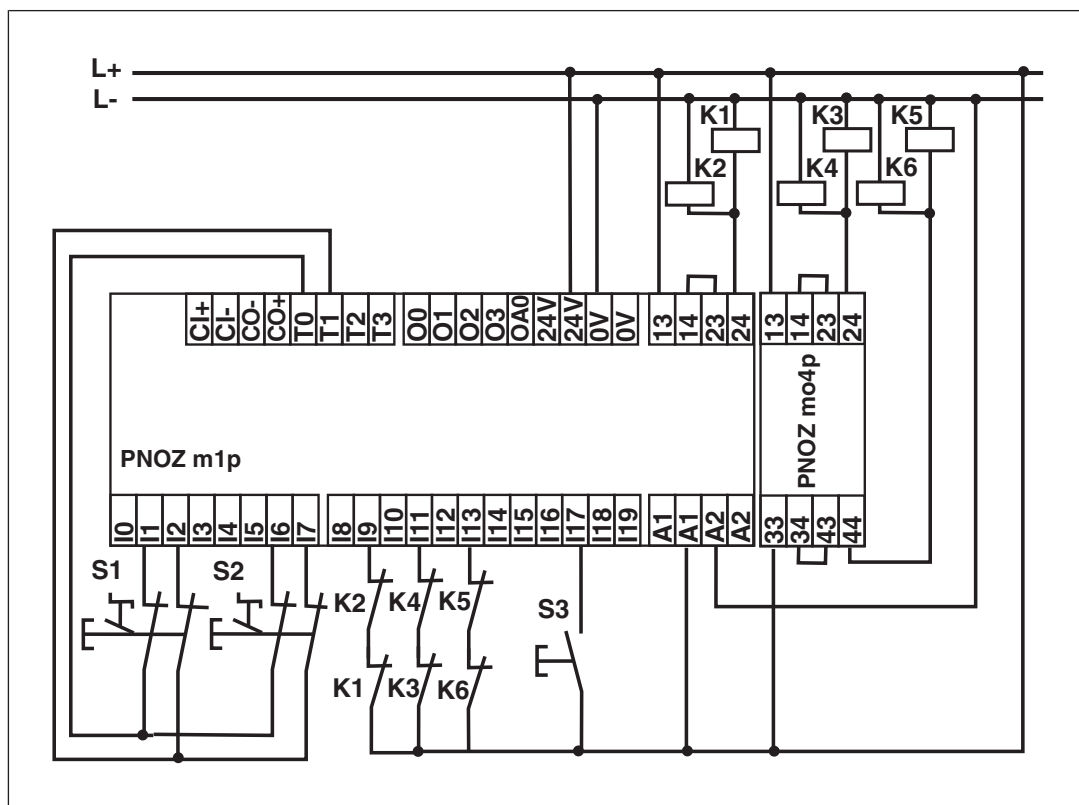 L+
L-
K1
K3
K5
K2
K4
K6
CI+
CI-
CO-
CO+
T0
T1
T2
T3
O0
O1
O2
O3
OA0
24V
24V
0V
0V
13
14
23
24
13
14
23
24
PNOZ m1p
PNOZ mo4p
I0
I1
I2
I3
I4
I5
I6
I7
I8
I9
I10
I11
I12
I13
I14
I15
I16
I17
I18
I19
A1
A1
A2
A2
33
34
43
44
S1
S2
K2
K4
K5
S3
K1
K3
K6